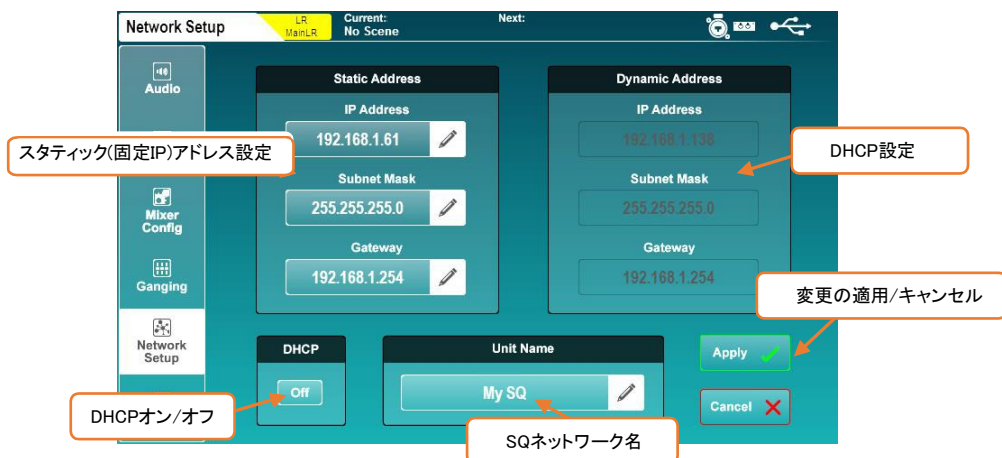 Network Setup
LR
MainLR
Current:
No Scene
Next:
Audio
Mixer
Config
Ganging
Network
Setup
スタティック(固定IP)アドレス設定
Static Address
IP Address
192.168.1.61
Subnet Mask
255.255.255.0
Gateway
192.168.1.254
Dynamic Address
IP Address
192.168.1.138
Subnet Mask
255.255.255.0
Gateway
192.168.1.254
DHCP設定
変更の適用/キャンセル
DHCP
Off
Unit Name
My SQ
Apply
Cancel
DHCPオン/オフ
SQネットワーク名